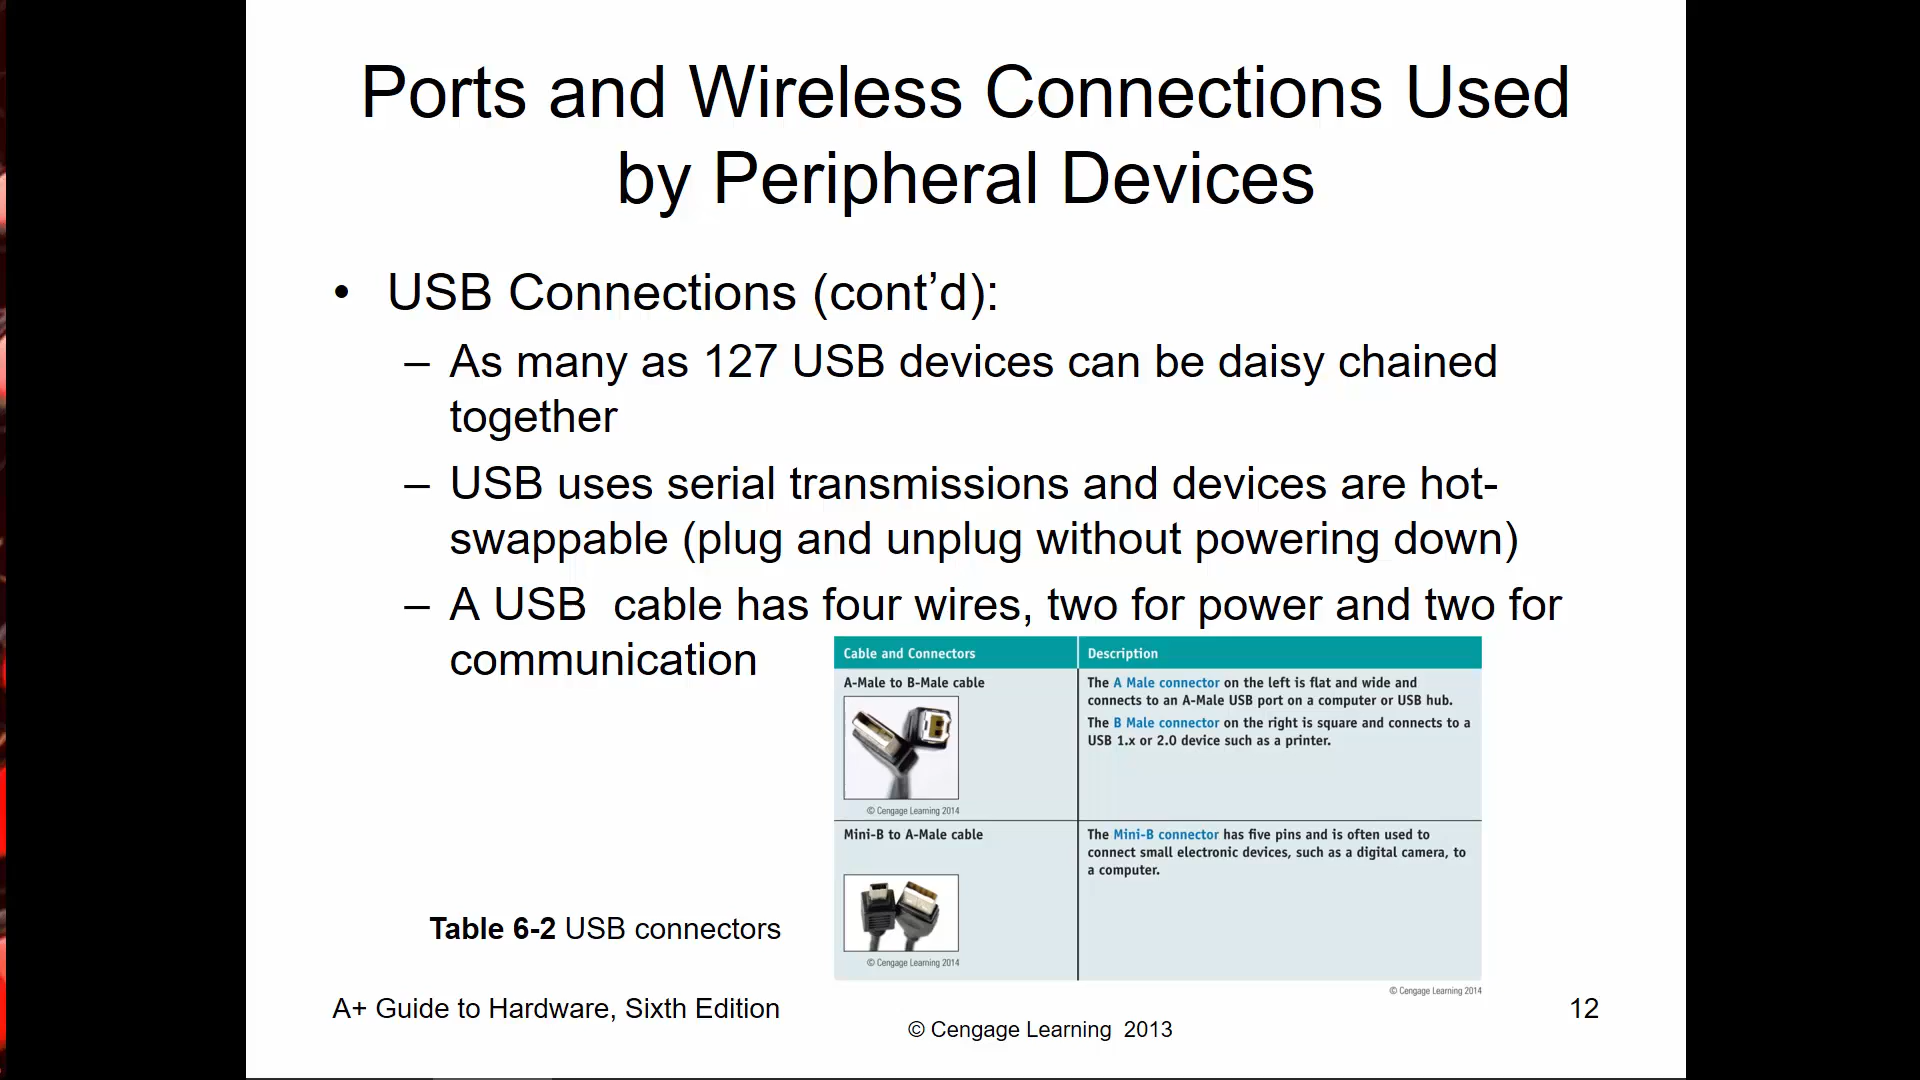 Ports and Wireless Connections Used
by Peripheral Devices
• USB Connections (cont’d):
– As many as 127 USB devices can be daisy chained
together
– USB uses serial transmissions and devices are hot-
swappable (plug and unplug without powering down)
– A USB  cable has four wires, two for power and two for
communication
Cable and Connectors
Description
A-Male to B-Male cable
The A Male connector on the left is flat and wide and
connects to an A-Male USB port on a computer or USB hub.
The B Male connector on the right is square and connects to a
USB 1.x or 2.0 device such as a printer.
© Cengage Learning 2014
Mini-B to A-Male cable
The Mini-B connector has five pins and is often used to
connect small electronic devices, such as a digital camera, to
a computer.
© Cengage Learning 2014
© Cengage Learning 2014
Table 6-2 USB connectors
A+ Guide to Hardware, Sixth Edition
© Cengage Learning  2013
12